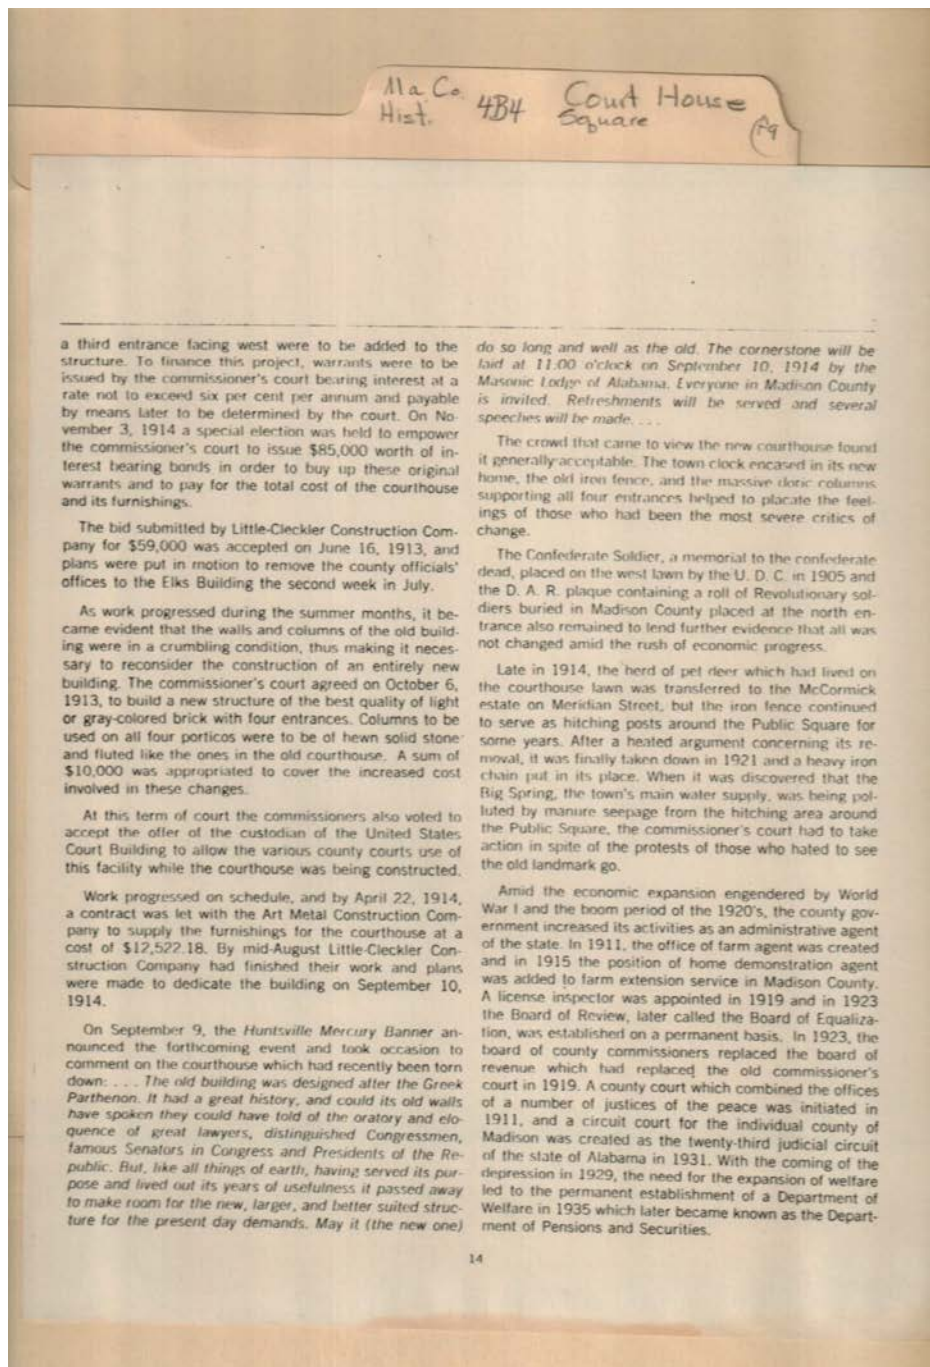 Ma Co. 4B4 Court House
Hist. Square
F9
a third entrance facing west were to be added to the
structure. To finance this project, warrants were to be
issued by the commissioner's court bearing interest at a
rate not to exceed six per cent per annum and payable
by means later to be determined by the court. On No
vember 3, 1914 a special election was held to empower
the commissioner's court to issue $85,000 worth of in-
terest bearing bonds in order to buy up these original
warrants and to pay for the total cost of the courthouse
and its furnishings.
The bid submitted by Little-Cleckler Construction Com-
pany for $59,000 was accepted on June 16, 1913, and
plans were put in motion to remove the county officials'
offices to the Elks Building the second week in July.
As work progressed during the summer months, it be-
came evident that the walls and columns of the old build-
ing were in a crumbling condition, thus making it neces-
sary to reconsider the construction of an entirely new
building. The commissioner's court agreed on October 6,
1913, to build a new structure of the best quality of light
or gray-colored brick with four entrances. Columns to be
used on all four porticos were to be of hewn solid stone
and fluted like the ones in the old courthouse. A sum of
$10,000 was appropriated to cover the increased cost
involved in these changes.
At this term of court the commissioners also voted to
accept the offer of the custodian of the United States
Court Building to allow the various county courts use of
this facility while the courthouse was being constructed.
Work progressed on schedule, and by April 22, 1914,
a contract was let with the Art Metal Construction Com-
pany to supply the furnishings for the courthouse at a
cost of $12,522.18. By mid-August Little-Cleckler Con-
struction Company had finished their work and plans
were made to dedicate the building on September 10,
1914.
On September 9, the Huntsville Mercury Banner an-
nounced the forthcoming event and took occasion to
comment on the courthouse which had recently been torn
down: . . . The old building was designed after the Greek
Parthenon. It had a great history, and could its old walls
have spoken they could have told of the oratory and elo-
quence of great lawyers, distinguished Congressmen,
famous Senators in Congress and Presidents of the Re-
public. But, like all things of earth, having served its pur-
pose and lived out its years of usefulness it passed away
to make room for the new, larger, and better suited struc-
ture for the present day demands. May it (the new one)
do so long and well as the old. The cornerstone will be
laid at 11:00 o'clock on September 10, 1914 by the
Masonic Lodge of Alabama. Everyone in Madison County
is invited. Refreshments will be served and several
speeches will be made. . . .
The crowd that came to view the new courthouse found
it generally acceptable. The town clock encased in its new
home, the old iron fence, and the massive doric columns
supporting all four entrances helped to placate the feel-
ings of those who had been the most severe critics of
change.
The Confederate Soldier, a memorial to the confederate
dead, placed on the west lawn by the U. D. C. in 1905 and
the D. A. R. plaque containing a roll of Revolutionary sol-
diers buried in Madison County placed at the north en-
trance also remained to lend further evidence that all was
not changed amid the rush of economic progress.
Late in 1914, the herd of pet deer which had lived on
the courthouse lawn was transferred to the McCormick
estate on Meridian Street, but the iron fence continued
to serve as hitching posts around the Public Square for
some years. After a heated argument concerning its re-
moval, it was finally taken down in 1921 and a heavy iron
chain put in its place. When it was discovered that the
Big Spring, the town's main water supply, was being pol-
luted by manure seepage from the hitching area around
the Public Square, the commissioner's court had to take
action in spite of the protests of those who hated to see
the old landmark go.
Amid the economic expansion engendered by World
War I and the boom period of the 1920's, the county gov-
ernment increased its activities as an administrative agent
of the state. In 1911, the office of farm agent was created
and in 1915 the position of home demonstration agent
was added to farm extension service in Madison County.
A license inspector was appointed in 1919 and in 1923
the Board of Review, later called the Board of Equaliza-
tion, was established on a permanent basis. In 1923, the
board of county commissioners replaced the board of
revenue which had replaced the old commissioner's
court in 1919. A county court which combined the offices
of a number of justices of the peace was initiated in
1911, and a circuit court for the individual county of
Madison was created as the twenty-third judicial circuit
of the state of Alabama in 1931. With the coming of the
depression in 1929, the need for the expansion of welfare
led to the permanent establishment of a Department of
Welfare in 1935 which later became known as the Depart-
ment of Pensions and Securities.
14